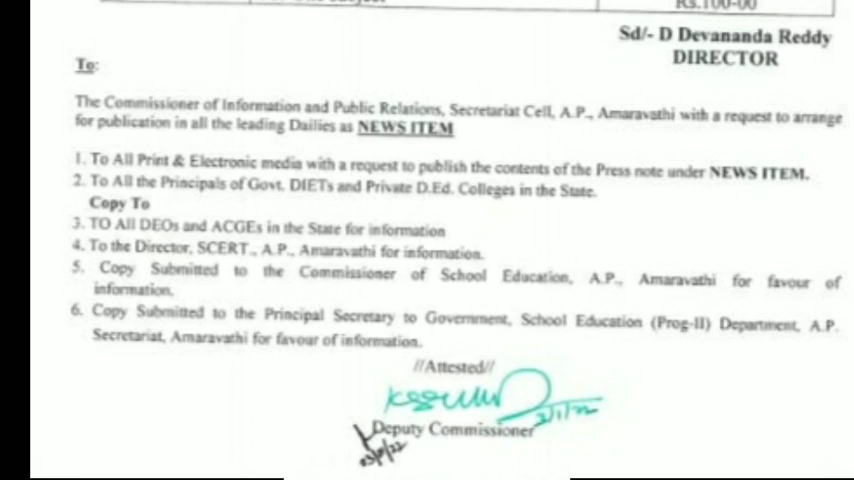 Rs.100-00
Sd/- D Devananda Reddy
DIRECTOR
To:
The Commissioner of Information and Public Relations, Secretariat Cell, A.P., Amaravathi with a request to arrange
for publication in all the leading Dailies as NEWS ITEM
1. To All Print & Electronic media with a request to publish the contents of the Press note under NEWS ITEM.
2. To All the Principals of Govt. DIETs and Private D.Ed. Colleges in the State.
Copy To
3. TO All DEOs and ACGEs in the State for information
4. To the Director, SCERT., A.P., Amaravathi for information.
5. Copy Submitted to the Commissioner of School Education, A.P., Amaravathi for favour of
information.
6. Copy Submitted to the Principal Secretary to Government, School Education (Prog-II) Department, A.P.
Secretariat, Amaravathi for favour of information.
//Attested//
3/1/22
Deputy Commissioner